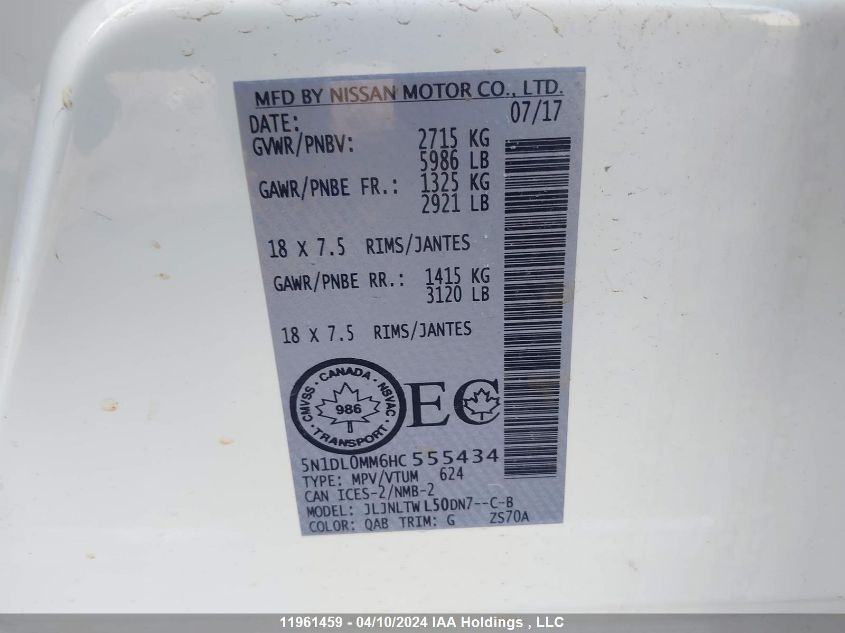 MFD BY NISSAN MOTOR CO., LTD.
DATE: 07/17
GVWR/PNBV: 2715 KG
5986 LB
GAWR/PNBE FR.: 1325 KG
2921 LB
18 X 7.5 RIMS/JANTES
GAWR/PNBE RR.: 1415 KG
3120 LB
18 X 7.5 RIMS/JANTES
CMVSS · CANADA · NSVAC · TRANSPORT ·
986
EC
5N1DL0MM6HC555434
TYPE: MPV/VTUM 624
CAN ICES-2/NMB-2
MODEL: JLJNLTWL50DN7--C-B
COLOR: QAB TRIM: G ZS70A
11961459 - 04/10/2024 IAA Holdings , LLC